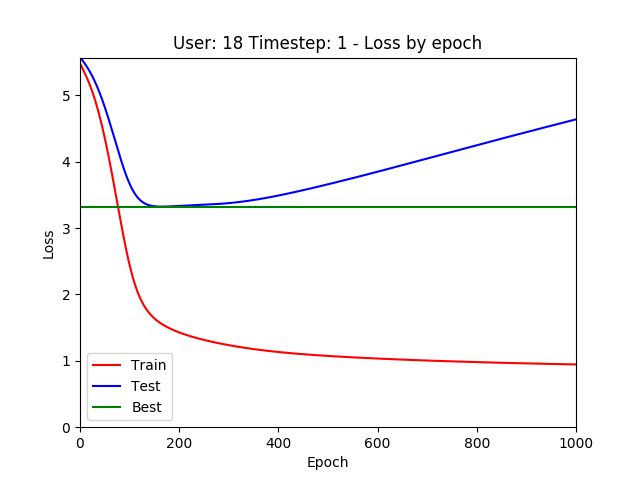 User: 18 Timestep: 1 - Loss by epoch
5
4
3
2
1
0
Loss
Train
Test
Best
0 200 400 600 800 1000
Epoch